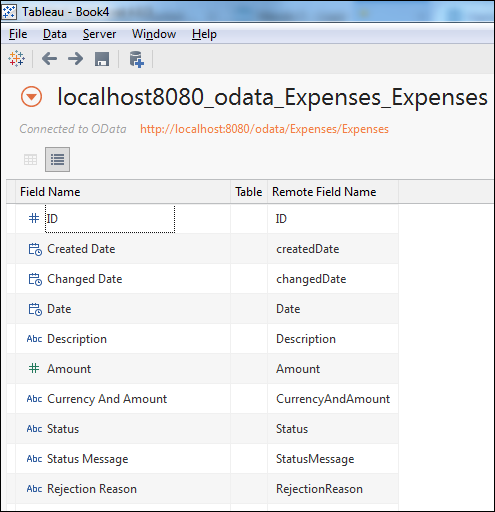 Tableau - Book4
File Data Server Window Help
localhost8080_odata_Expenses_Expenses
Connected to OData http://localhost:8080/odata/Expenses/Expenses
Field Name Table Remote Field Name
# ID ID
Created Date createdDate
Changed Date changedDate
Date Date
Abc Description Description
# Amount Amount
Abc Currency And Amount CurrencyAndAmount
Abc Status Status
Abc Status Message StatusMessage
Abc Rejection Reason RejectionReason